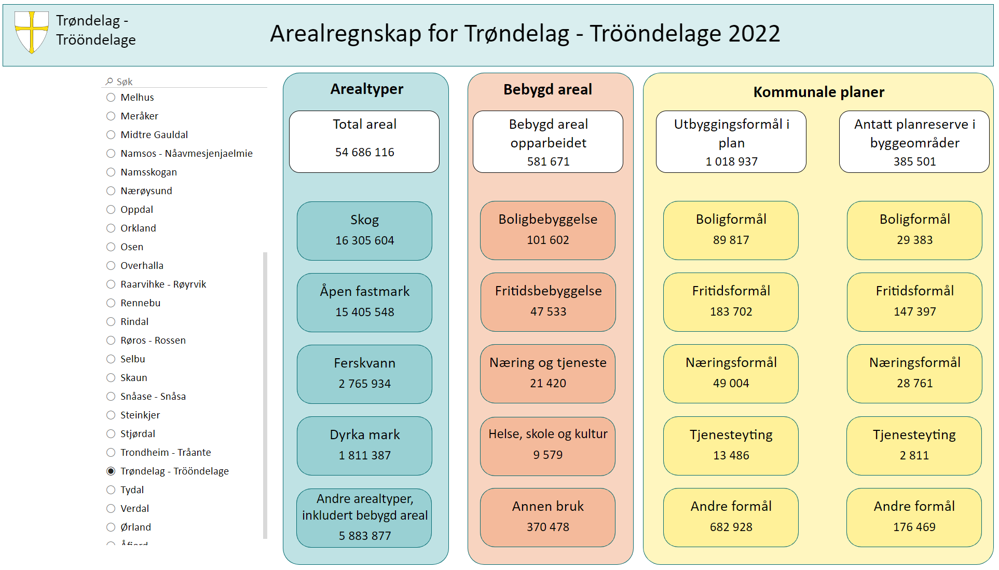 Trøndelag -
Trööndelage
Arealregnskap for Trøndelag - Trööndelage 2022
Søk
Melhus
Meråker
Midtre Gauldal
Namsos - Nåavmesjenjaelmie
Namsskogan
Nærøysund
Oppdal
Orkland
Osen
Overhalla
Raarvihke - Røyrvik
Rennebu
Rindal
Røros - Rossen
Selbu
Skaun
Snåase - Snåsa
Steinkjer
Stjørdal
Trondheim - Tråante
Trøndelag - Trööndelage
Tydal
Verdal
Ørland
Åfjord
Arealtyper
Total areal
54 686 116
Skog
16 305 604
Åpen fastmark
15 405 548
Ferskvann
2 765 934
Dyrka mark
1 811 387
Andre arealtyper,
inkludert bebygd areal
5 883 877
Bebygd areal
Bebygd areal
opparbeidet
581 671
Boligbebyggelse
101 602
Fritidsbebyggelse
47 533
Næring og tjeneste
21 420
Helse, skole og kultur
9 579
Annen bruk
370 478
Kommunale planer
Utbyggingsformål i
plan
1 018 937
Boligformål
89 817
Fritidsformål
183 702
Næringsformål
49 004
Tjenesteyting
13 486
Andre formål
682 928
Antatt planreserve i
byggeområder
385 501
Boligformål
29 383
Fritidsformål
147 397
Næringsformål
28 761
Tjenesteyting
2 811
Andre formål
176 469